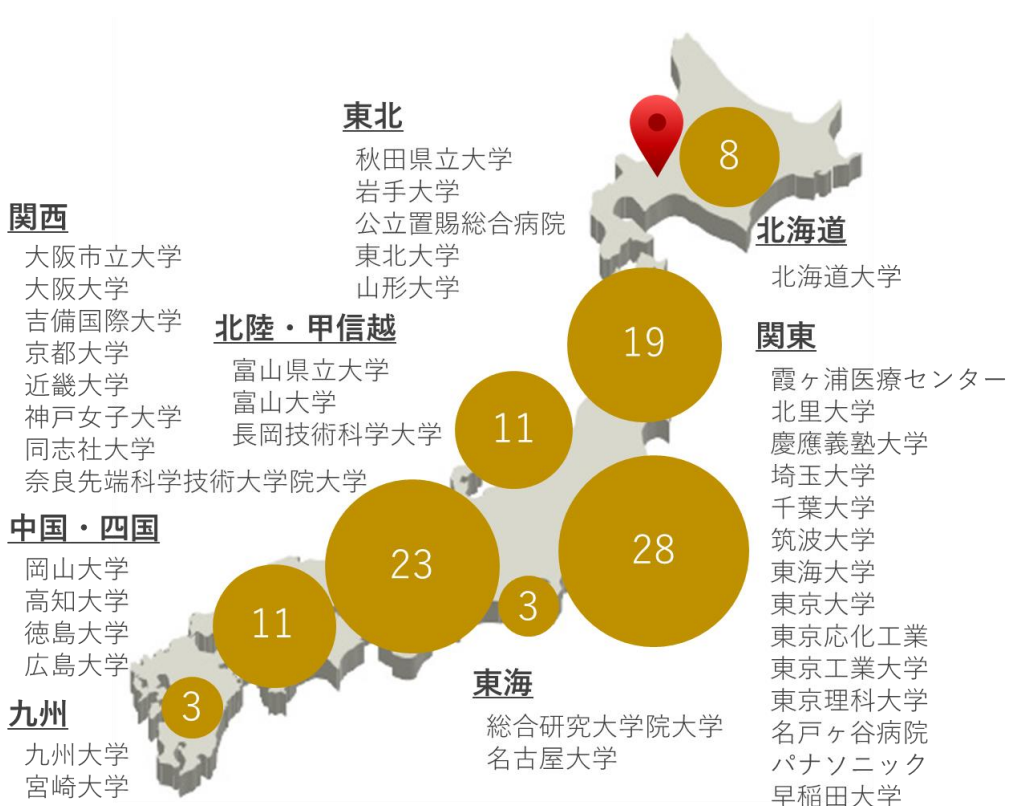 東北
秋田県立大学
岩手大学
公立置賜総合病院
東北大学
山形大学
8
北海道
北海道大学
関西
大阪市立大学
大阪大学
吉備国際大学
京都大学
近畿大学
神戸女子大学
同志社大学
奈良先端科学技術大学院大学
北陸・甲信越
富山県立大学
富山大学
長岡技術科学大学
19
11
関東
霞ヶ浦医療センター
北里大学
慶應義塾大学
埼玉大学
千葉大学
筑波大学
東海大学
東京大学
東京応化工業
東京工業大学
東京理科大学
名戸ヶ谷病院
パナソニック
早稲田大学
中国・四国
岡山大学
高知大学
徳島大学
広島大学
23
28
11
3
東海
総合研究大学院大学
名古屋大学
九州
九州大学
宮崎大学
3